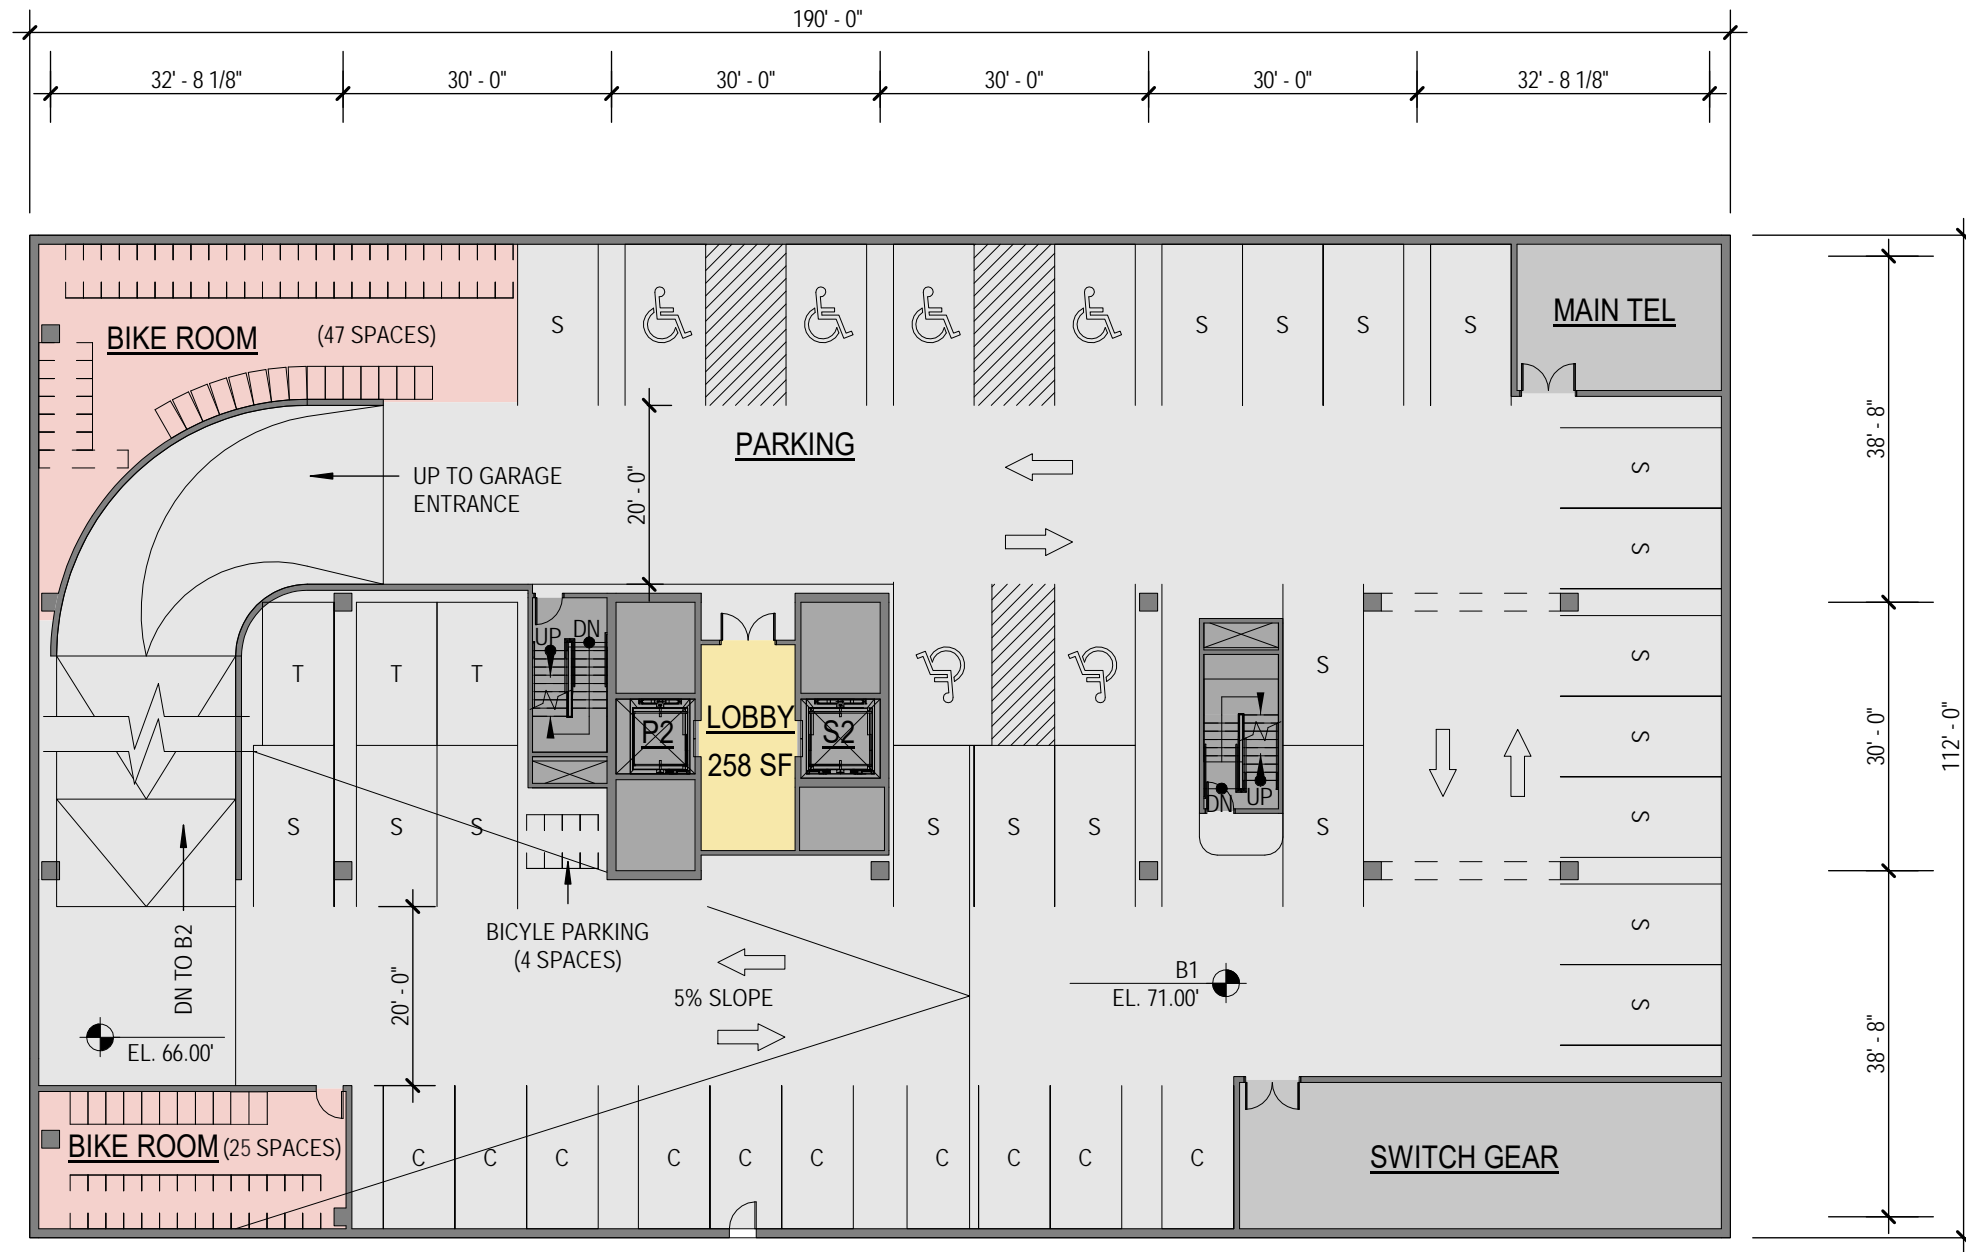 190' - 0"
32' - 8 1/8"
30' - 0"
30' - 0"
30' - 0"
30' - 0"
32' - 8 1/8"
BIKE ROOM
(47 SPACES)
S
S
S
S
S
MAIN TEL
38' - 8"
PARKING
UP TO GARAGE
ENTRANCE
20' - 0"
S
S
UP
DN
T
T
T
S
S
P2
LOBBY
258 SF
S2
S
30' - 0"
112' - 0"
DN
UP
S
S
S
S
S
S
S
S
DN TO B2
BICYLE PARKING
(4 SPACES)
S
5% SLOPE
B1
EL. 71.00'
S
20' - 0"
EL. 66.00'
38' - 8"
BIKE ROOM
(25 SPACES)
C
C
C
C
C
C
C
C
C
C
SWITCH GEAR